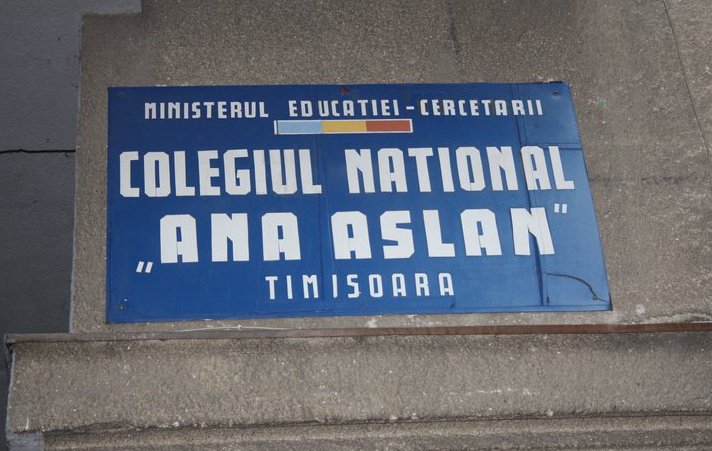 MINISTERUL EDUCATIEI-CERCETARII
COLEGIUL NATIONAL
„ANA ASLAN"
TIMISOARA